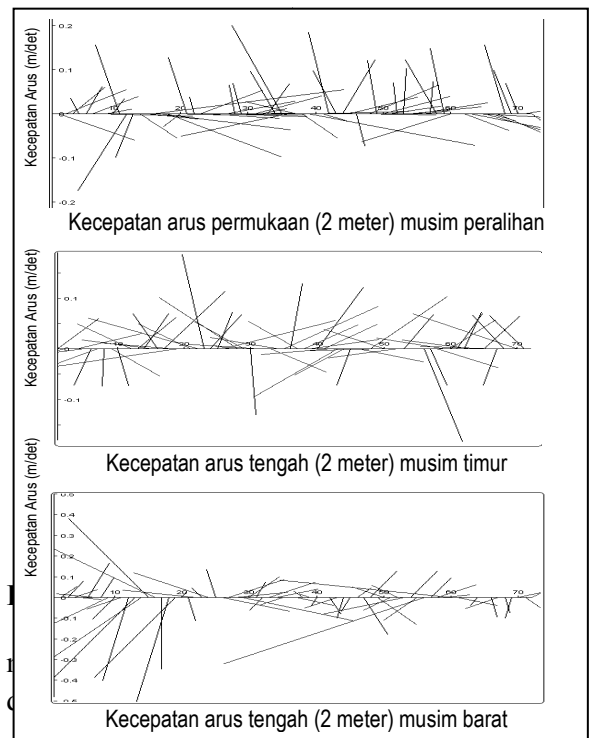 Kecepatan Arus (m/det)
0.2
0.1
0
-0.1
-0.2
10 20 30 40 50 60 70
Kecepatan arus permukaan (2 meter) musim peralihan
Kecepatan Arus (m/det)
0.1
0
-0.1
10 20 30 40 50 60 70
Kecepatan arus tengah (2 meter) musim timur
Kecepatan Arus (m/det)
0.5
0.4
0.3
0.2
0.1
0
-0.1
-0.2
-0.3
-0.4
-0.5
10 20 30 40 50 60 70
Kecepatan arus tengah (2 meter) musim barat